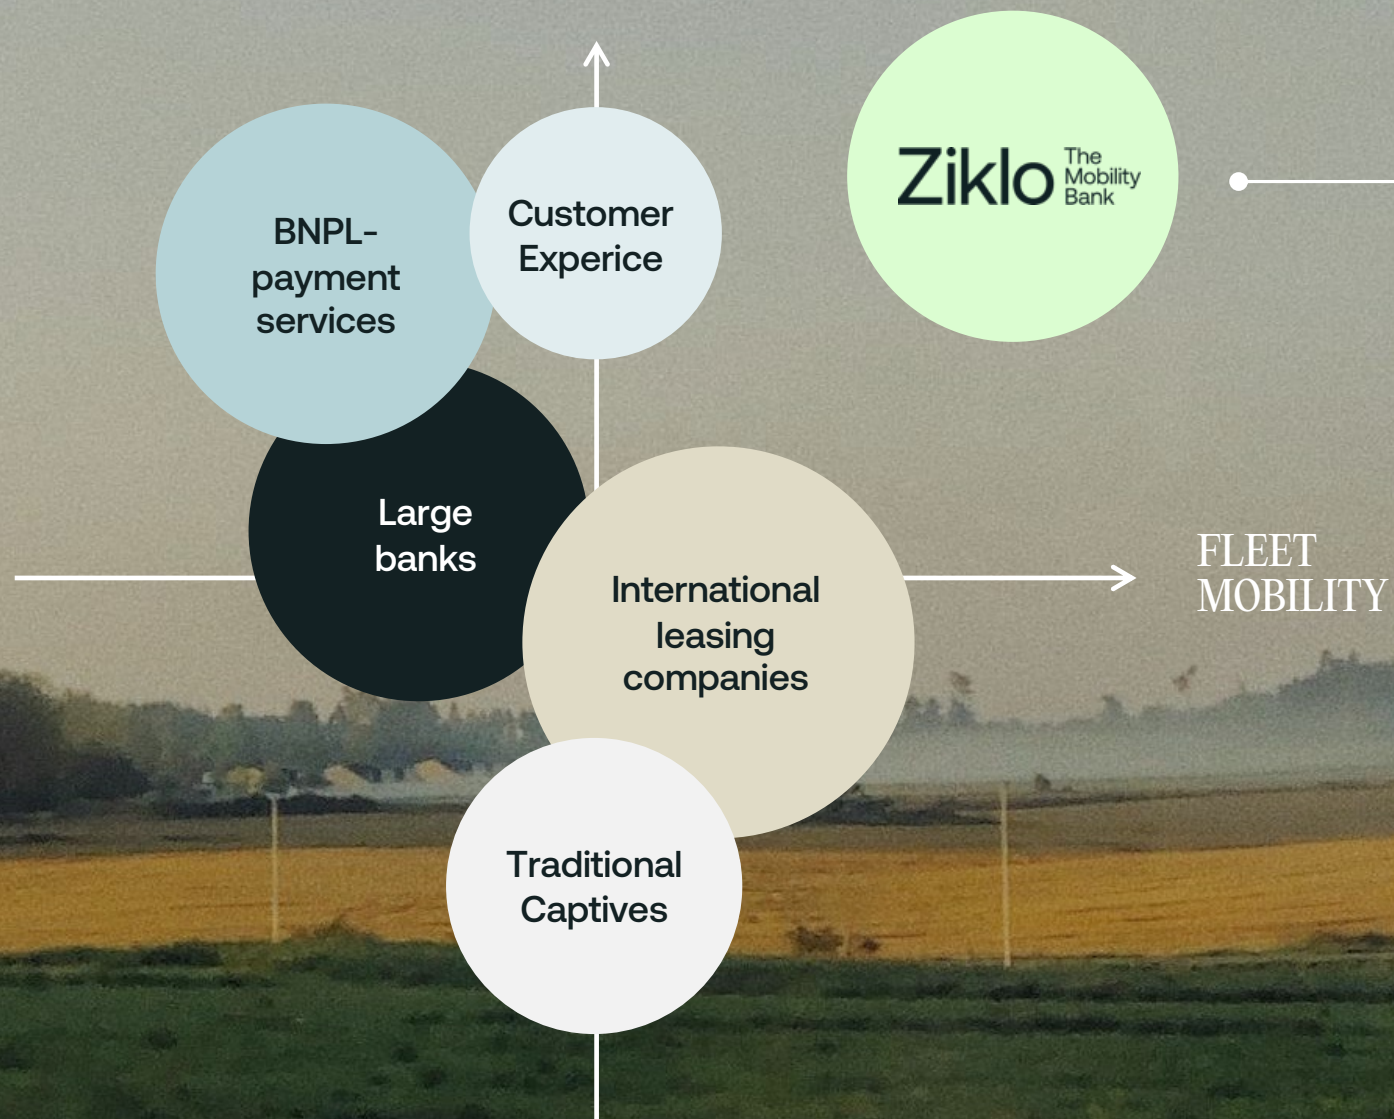 BNPL-
payment
services
Customer
Experice
Ziklo
The
Mobility
Bank
Large
banks
International
leasing
companies
FLEET
MOBILITY
Traditional
Captives